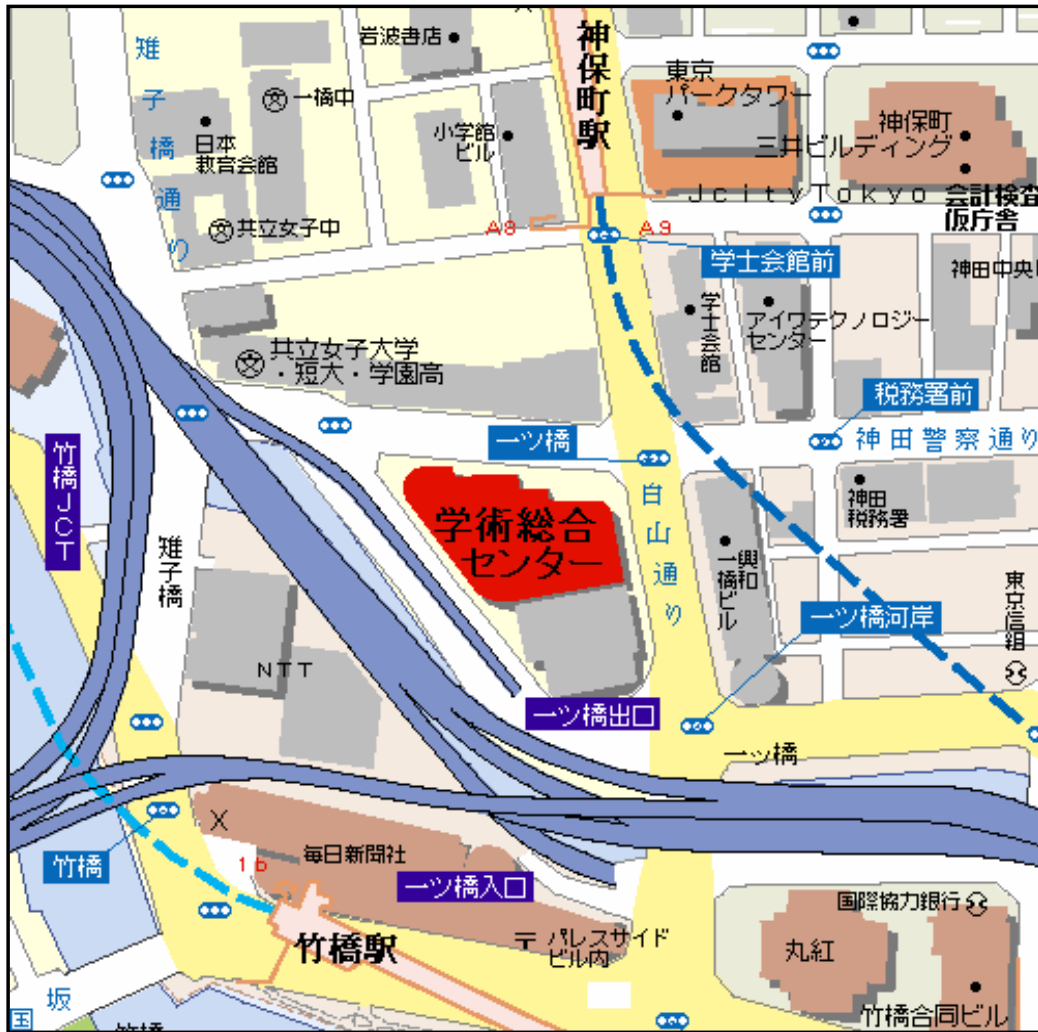 岩波書店
雉子橋通り
一橋中
日本
教育会館
小学館
ビル
神保町駅
東京
パークタワー
神保町
三井ビルディング
JcityTokyo
会計検査
仮庁舎
共立女子中
A8
A9
学士会館前
神田中央
学士会館
アイワテクノロジー
センター
共立女子大学
・短大・学園高
税務署前
一ツ橋
神田警察通り
竹橋JCT
白山通り
学術総合
センター
神田
税務署
雉子橋
興和
一橋ビル
東京信組
一ツ橋河岸
NTT
一ツ橋出口
一ッ橋
竹橋
1b
毎日新聞社
一ツ橋入口
国際協力銀行
竹橋駅
〒パレスサイド
ビル内
丸紅
坂
国
竹橋
竹橋合同ビル